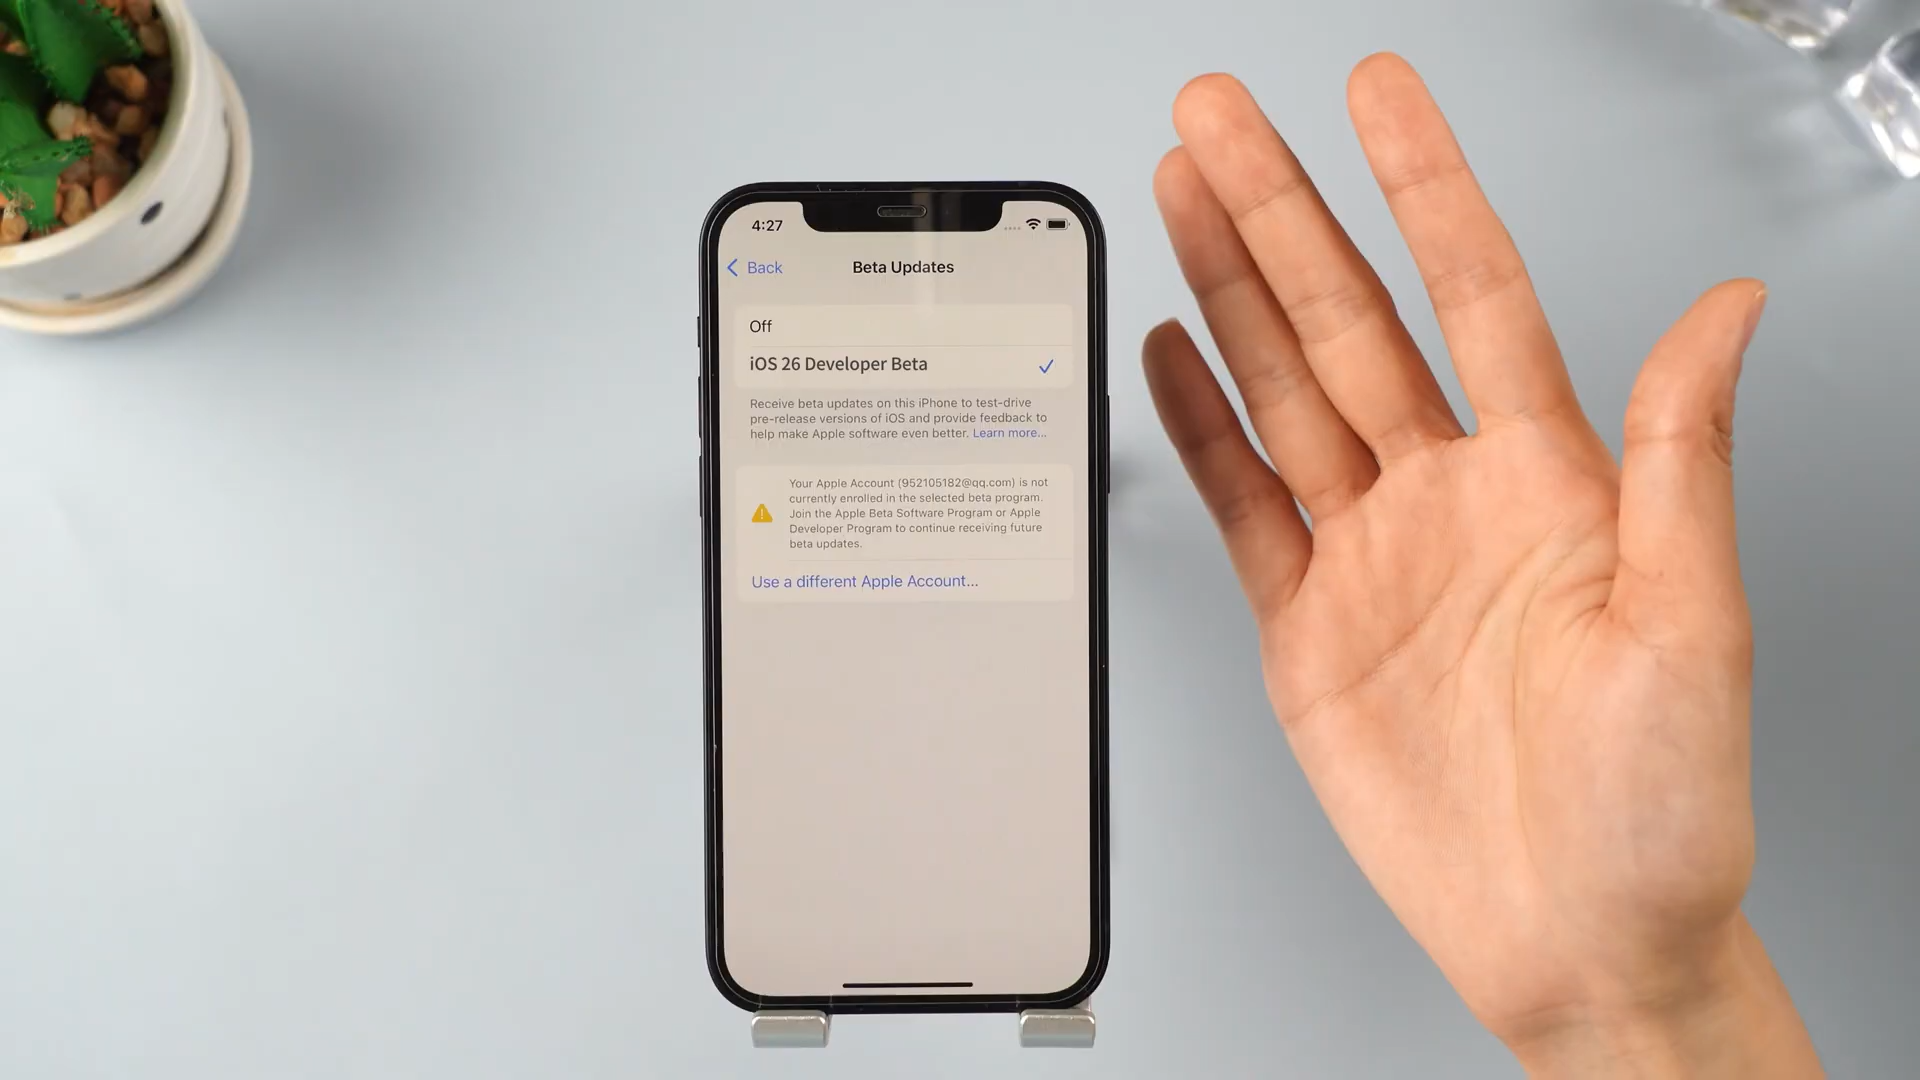 4:27
Back
Beta Updates
Off
iOS 26 Developer Beta
Receive beta updates on this iPhone to test-drive
pre-release versions of iOS and provide feedback to
help make Apple software even better. Learn more...
Your Apple Account (952105182@qq.com) is not
currently enrolled in the selected beta program.
Join the Apple Beta Software Program or Apple
Developer Program to continue receiving future
beta updates.
Use a different Apple Account...